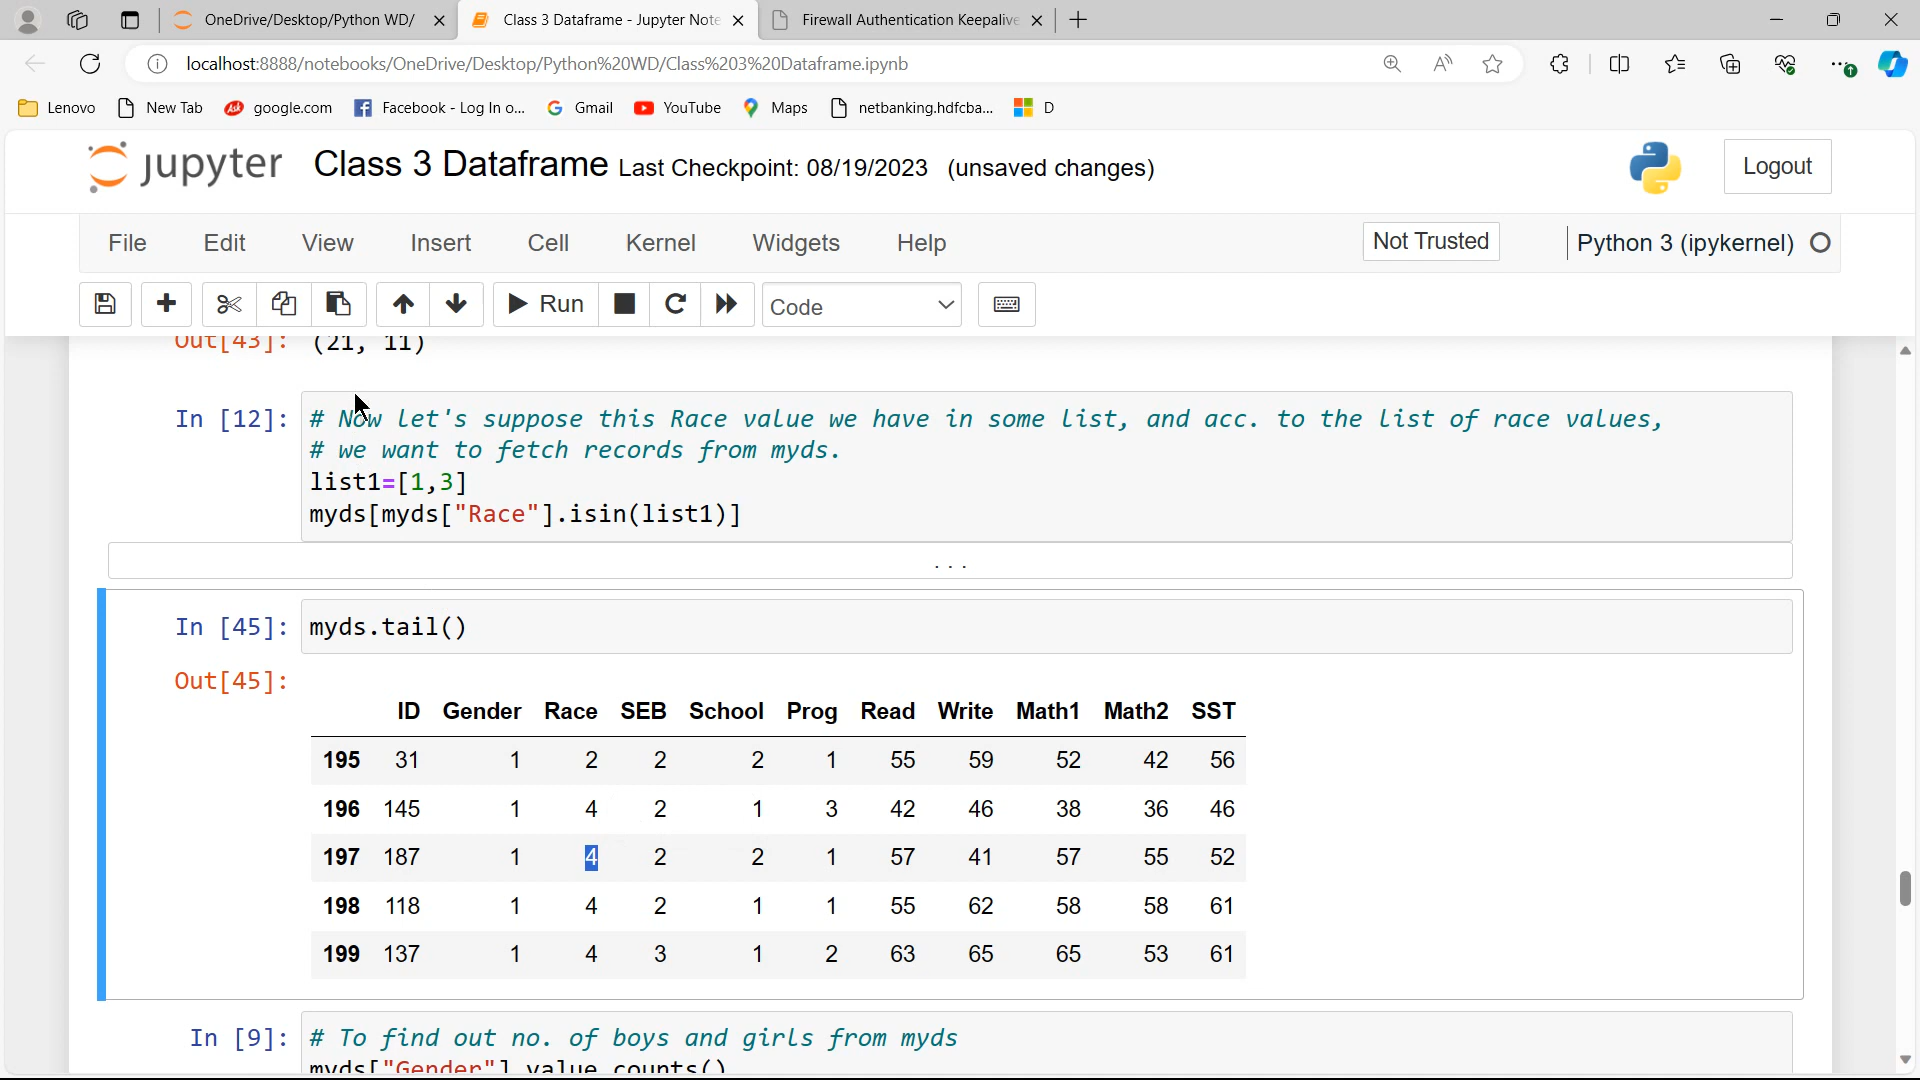 OneDrive/Desktop/Python WD/
Class 3 Dataframe - Jupyter Note
Firewall Authentication Keepalive
localhost:8888/notebooks/OneDrive/Desktop/Python%20WD/Class%203%20Dataframe.ipynb
Lenovo New Tab google.com Facebook - Log In o... Gmail YouTube Maps netbanking.hdfcba... D
jupyter Class 3 Dataframe Last Checkpoint: 08/19/2023 (unsaved changes)
Logout
File Edit View Insert Cell Kernel Widgets Help Not Trusted Python 3 (ipykernel)
Run Code
Out[43]: (21, 11)
In [12]: # Now let's suppose this Race value we have in some list, and acc. to the list of race values,
# we want to fetch records from myds.
list1=[1,3]
myds[myds["Race"].isin(list1)]
...
In [45]: myds.tail()
Out[45]:
ID Gender Race SEB School Prog Read Write Math1 Math2 SST
195 31 1 2 2 2 1 55 59 52 42 56
196 145 1 4 2 1 3 42 46 38 36 46
197 187 1 4 2 2 1 57 41 57 55 52
198 118 1 4 2 1 1 55 62 58 58 61
199 137 1 4 3 1 2 63 65 65 53 61
In [9]: # To find out no. of boys and girls from myds
myds["Gender"].value_counts()